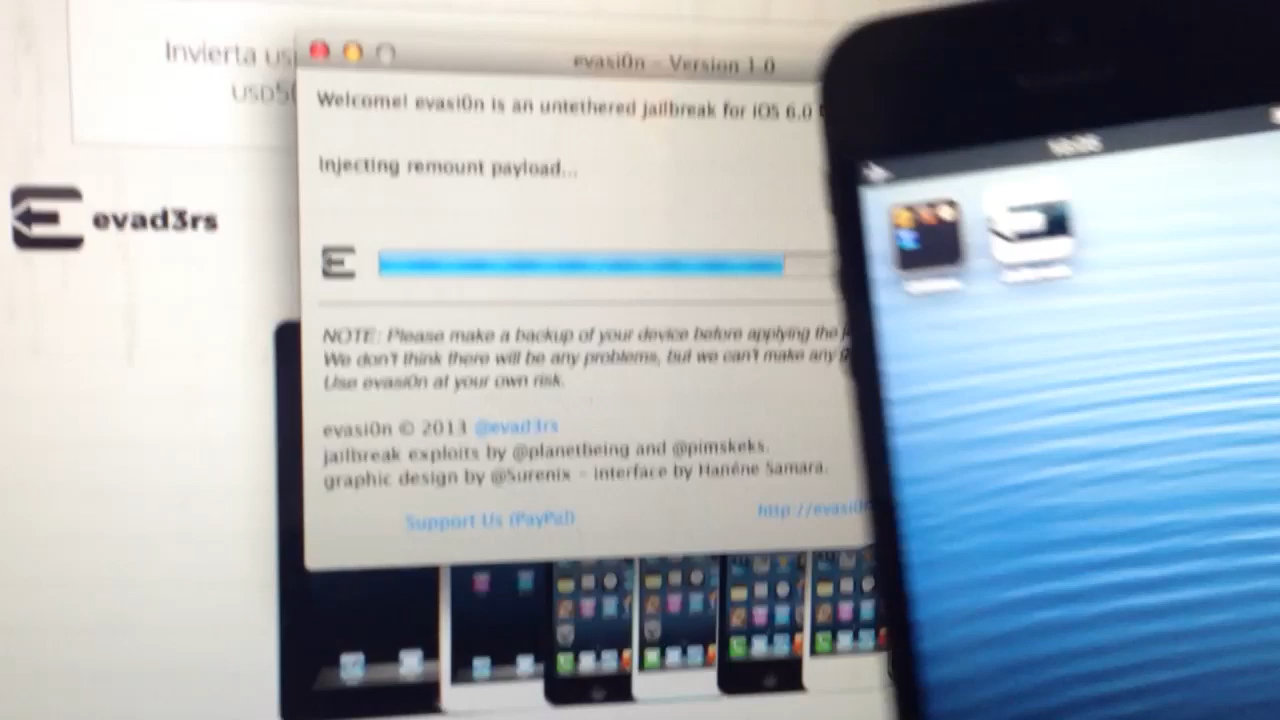 Invierta
evasi0n – Version 1.0
Welcome! evasi0n is an untethered jailbreak for iOS 6.0
Injecting remount payload...
evad3rs
NOTE: Please make a backup of your device before applying the
We don't think there will be any problems, but we can't make any
Use evasi0n at your own risk.
evasi0n © 2013 @evad3rs
jailbreak exploits by @planetbeing and @pimskeks.
graphic design by @Surenix – interface by Hanéne Samara.
Support Us (PayPal)
http://evasi0